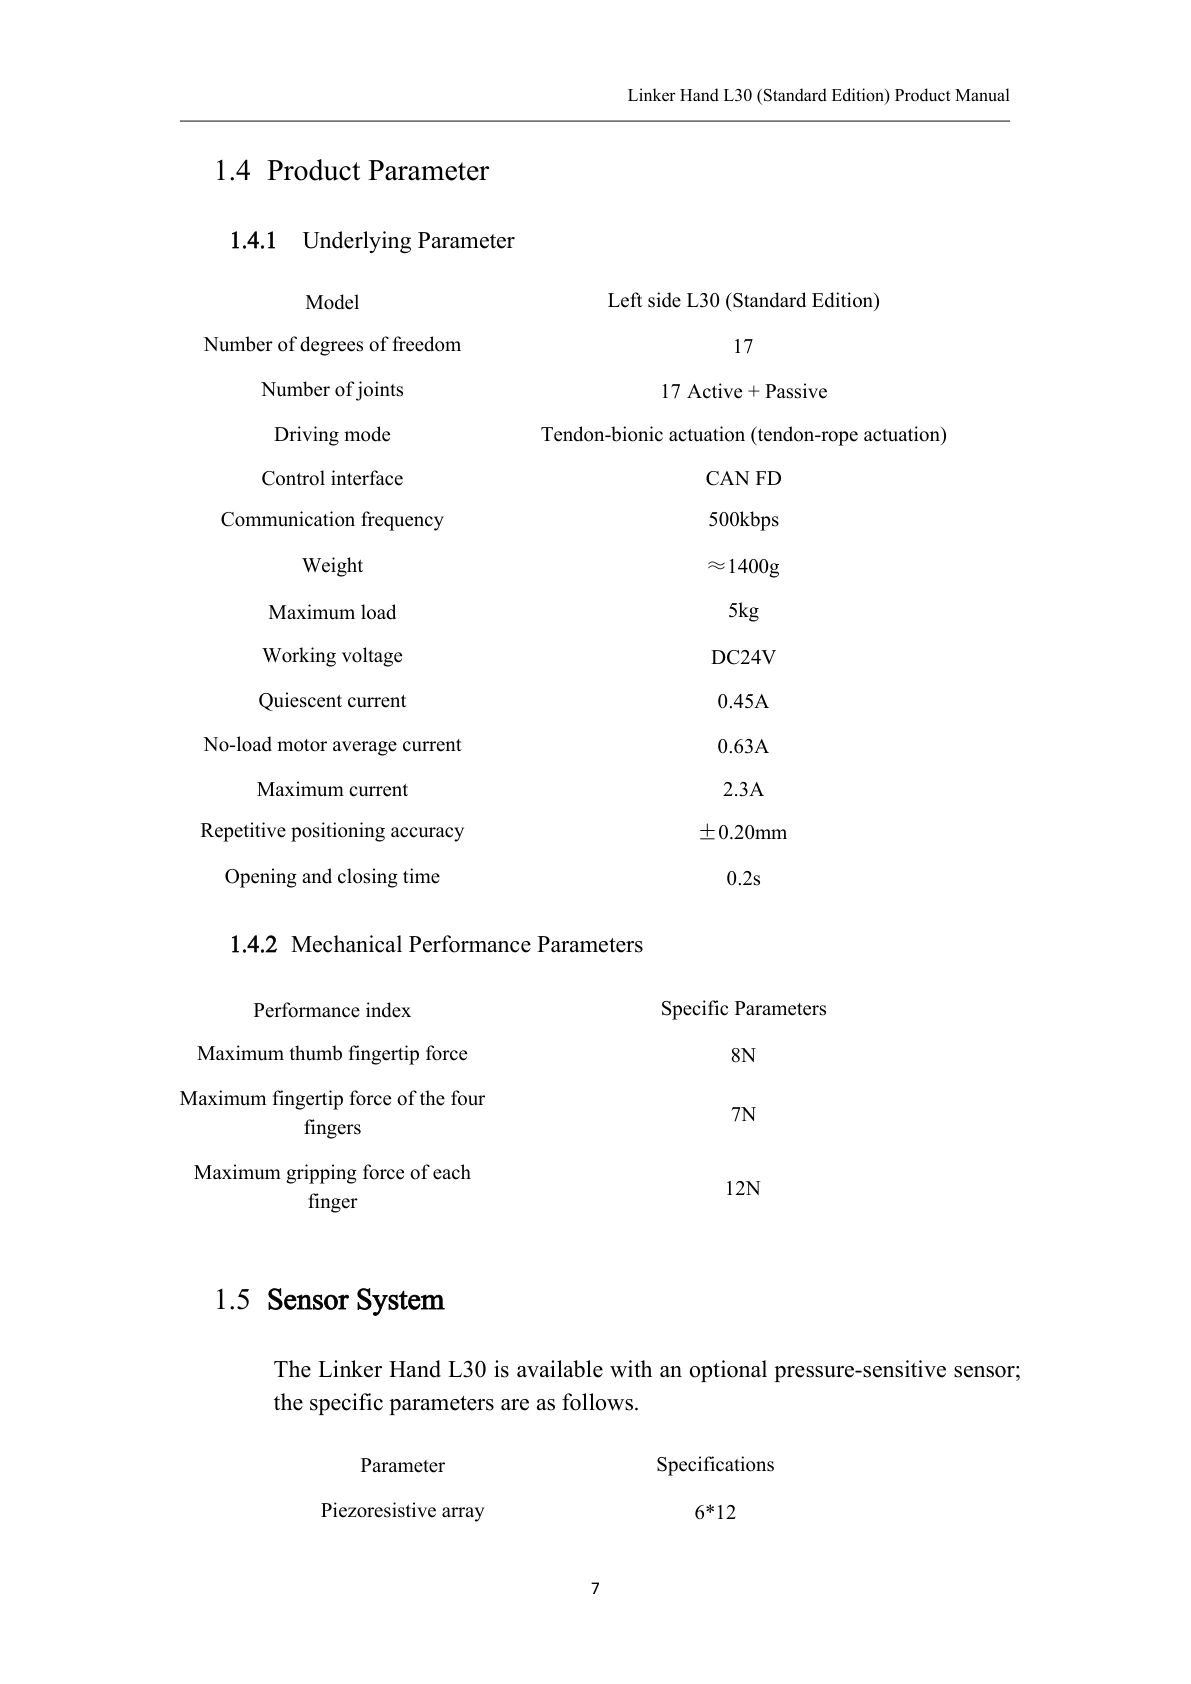 Linker Hand L30 (Standard Edition) Product Manual
1.4 Product Parameter
1.4.1 Underlying Parameter
Model Left side L30 (Standard Edition)
Number of degrees of freedom 17
Number of joints 17 Active + Passive
Driving mode Tendon-bionic actuation (tendon-rope actuation)
Control interface CAN FD
Communication frequency 500kbps
Weight ≈1400g
Maximum load 5kg
Working voltage DC24V
Quiescent current 0.45A
No-load motor average current 0.63A
Maximum current 2.3A
Repetitive positioning accuracy ±0.20mm
Opening and closing time 0.2s
1.4.2 Mechanical Performance Parameters
Performance index Specific Parameters
Maximum thumb fingertip force 8N
Maximum fingertip force of the four
fingers 7N
Maximum gripping force of each
finger 12N
1.5 Sensor System
The Linker Hand L30 is available with an optional pressure-sensitive sensor;
the specific parameters are as follows.
Parameter Specifications
Piezoresistive array 6*12
7